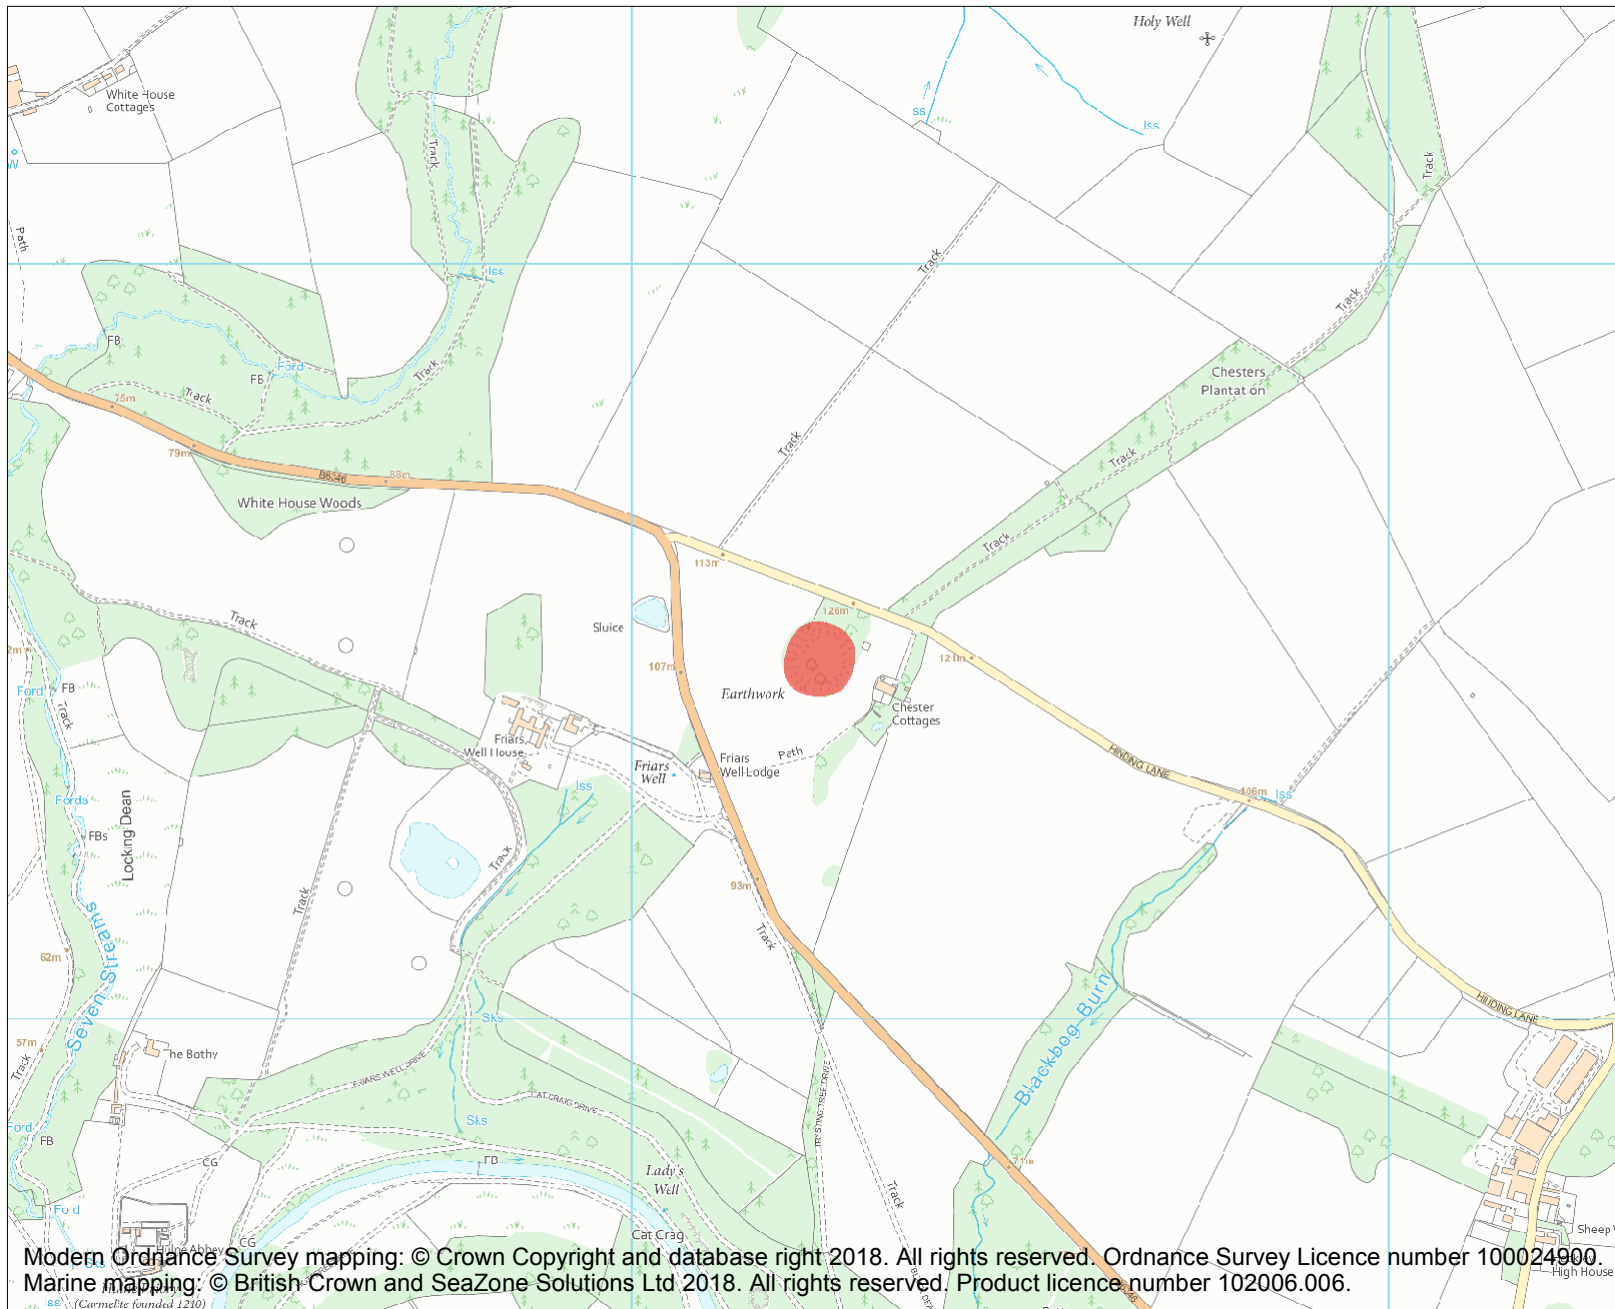 Holy Well
White House
Cottages
Iss
Track
Track
W
Path
Track
Iss
Track
FB
Ford
FB
Track
Track
75m
79m
B6346
88m
White House Woods
Chesters
Track
Track
Track
113m
126m
Track
Sluice
107m
121m
Earthwork
Chester
Cottages
Ford
FB
Track
Friars
Well House
Friars
Well
Friars
Well Lodge
Path
HINDING LANE
Iss
106m
Iss
Fords
FBs
Locking Dean
Track
Track
93m
Track
62m
Seven Streams
Blackbog Burn
HINDING LANE
57m
Track
Sks
FRIARS WELL DRIVE
CAT CRAIG DRIVE
Sks
Ford
FB
CG
FB
71m
Lady's
Well
Track
Cat Crag
CG
Hulne Abbey
Sks
(Carmelite founded 1240)
High House
B6346
Modern Ordnance Survey mapping: © Crown Copyright and database right 2018. All rights reserved. Ordnance Survey Licence number 100024900.
Marine mapping: © British Crown and SeaZone Solutions Ltd 2018. All rights reserved. Product licence number 102006.006.